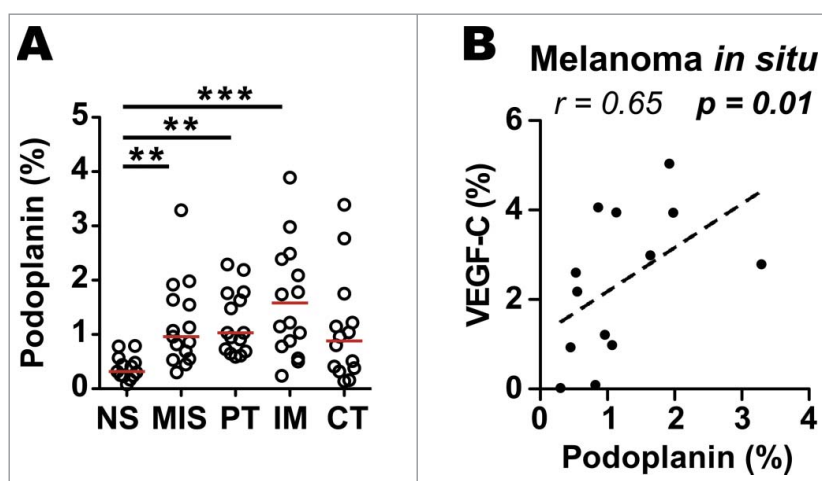 A
***
**
**
5
4
3
2
1
0
Podoplanin (%)
NS MIS PT IM CT
B
Melanoma in situ
r = 0.65 p = 0.01
6
4
2
0
VEGF-C (%)
0 1 2 3 4
Podoplanin (%)